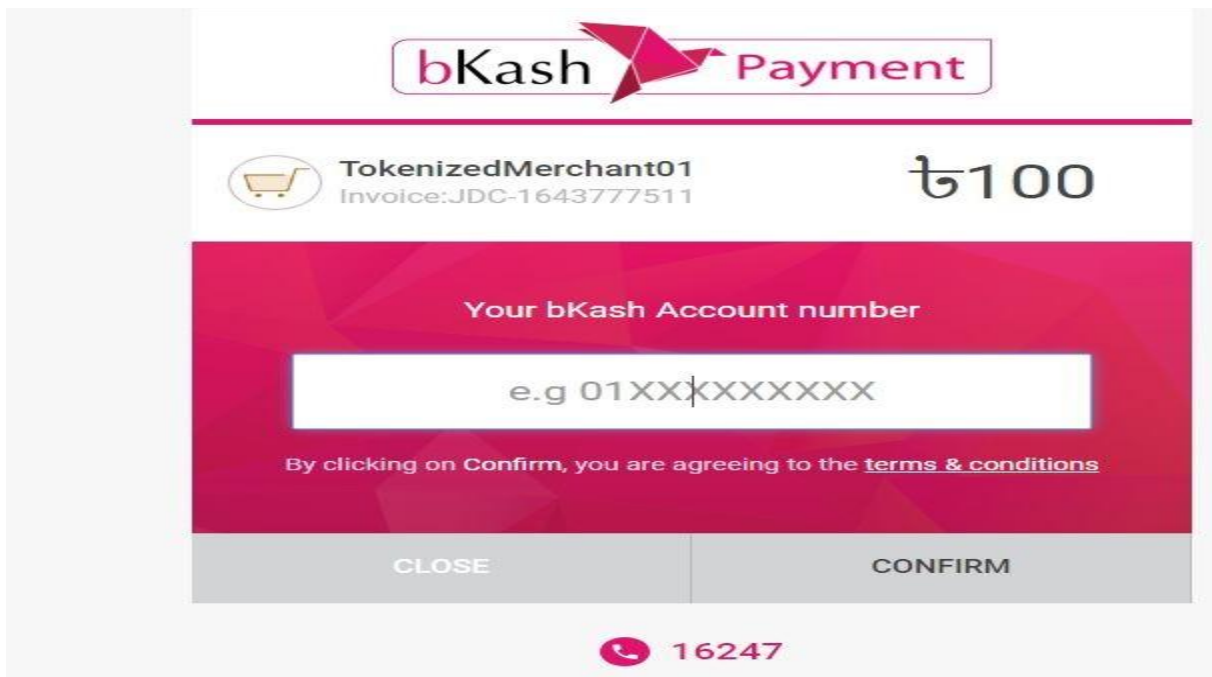 bKash Payment
TokenizedMerchant01
Invoice:JDC-1643777511
৳100
Your bKash Account number
e.g 01XXXXXXXXX
By clicking on Confirm, you are agreeing to the terms & conditions
CLOSE
CONFIRM
16247